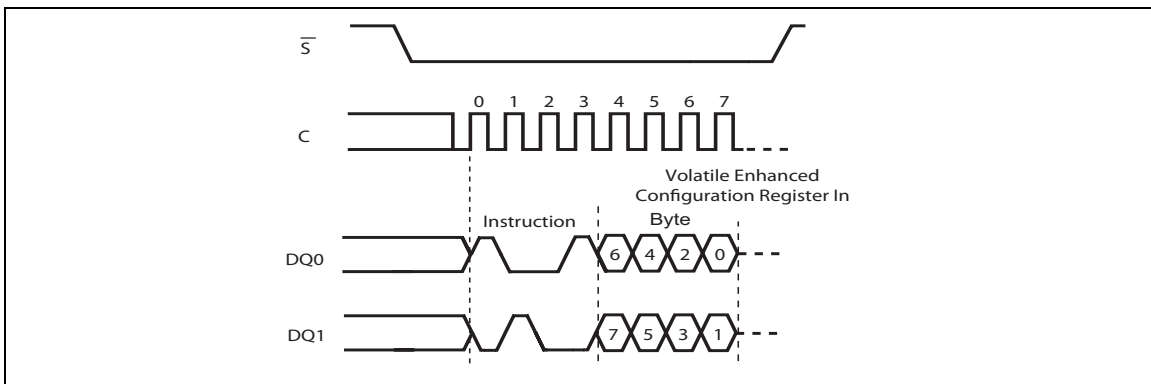 S
C
0 1 2 3 4 5 6 7
Volatile Enhanced
Configuration Register In
Byte
Instruction
DQ0
6 4 2 0
DQ1
7 5 3 1